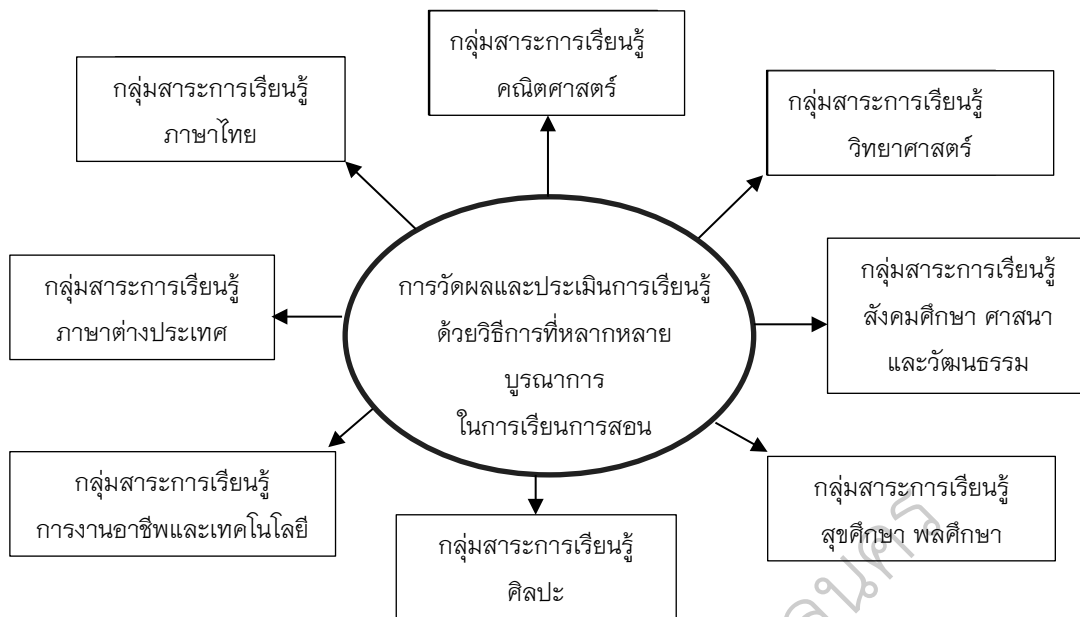 กลุ่มสาระการเรียนรู้
คณิตศาสตร์
กลุ่มสาระการเรียนรู้
ภาษาไทย
กลุ่มสาระการเรียนรู้
วิทยาศาสตร์
กลุ่มสาระการเรียนรู้
ภาษาต่างประเทศ
การวัดผลและประเมินการเรียนรู้
ด้วยวิธีการที่หลากหลาย
บูรณาการ
ในการเรียนการสอน
กลุ่มสาระการเรียนรู้
สังคมศึกษา ศาสนา
และวัฒนธรรม
กลุ่มสาระการเรียนรู้
การงานอาชีพและเทคโนโลยี
กลุ่มสาระการเรียนรู้
ศิลปะ
กลุ่มสาระการเรียนรู้
สุขศึกษา พลศึกษา